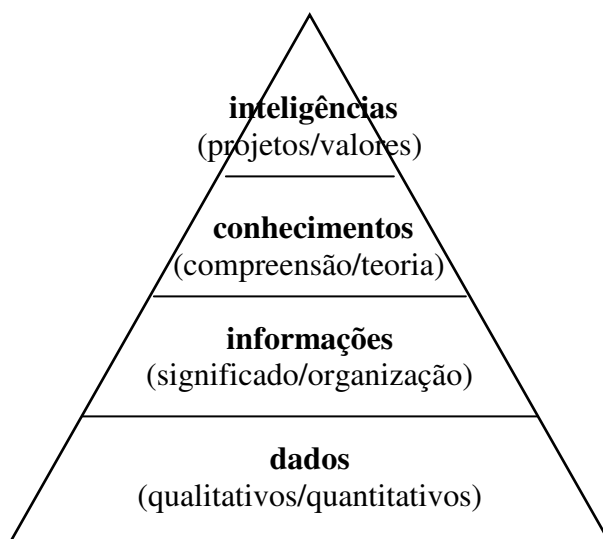 inteligências
(projetos/valores)
conhecimentos
(compreensão/teoria)
informações
(significado/organização)
dados
(qualitativos/quantitativos)